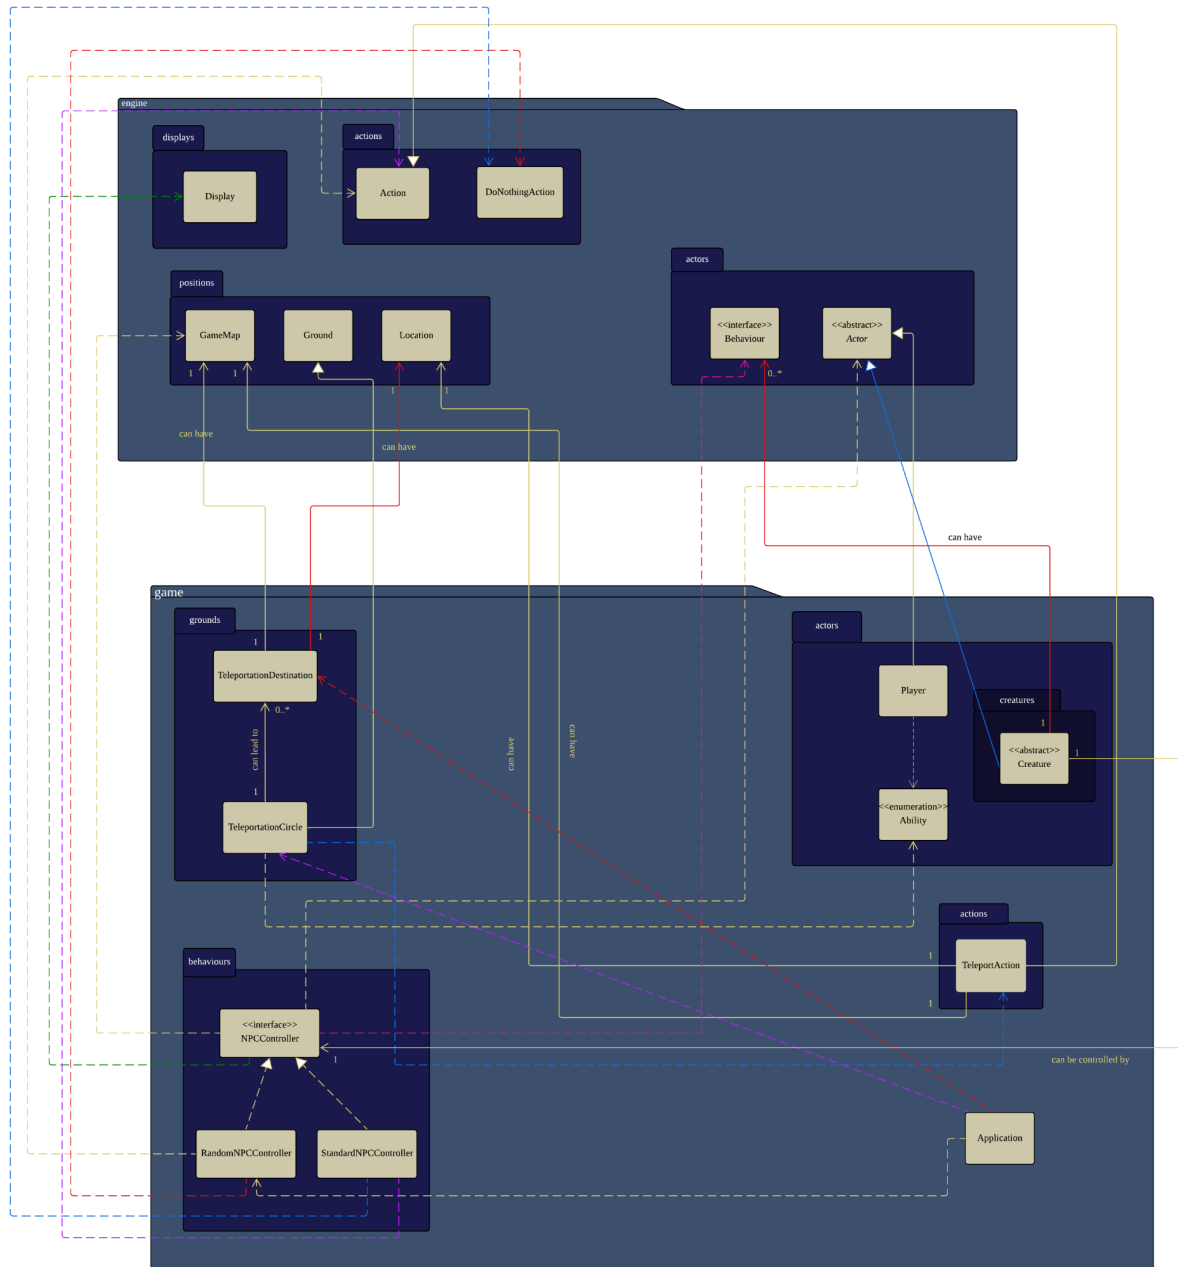 engine
displays
actions
Display
Action
DoNothingAction
positions
actors
GameMap
Ground
Location
<<interface>>
Behaviour
<<abstract>>
Actor
1
1
1
1
0..*
can have
can have
can have
game
grounds
actors
1
1
TeleportationDestination
0..*
can lead to
1
TeleportationCircle
can have
can have
Player
creatures
1
<<abstract>>
Creature
1
<<enumeration>>
Ability
actions
TeleportAction
1
1
behaviours
<<interface>>
NPCController
1
can be controlled by
RandomNPCController
StandardNPCController
Application